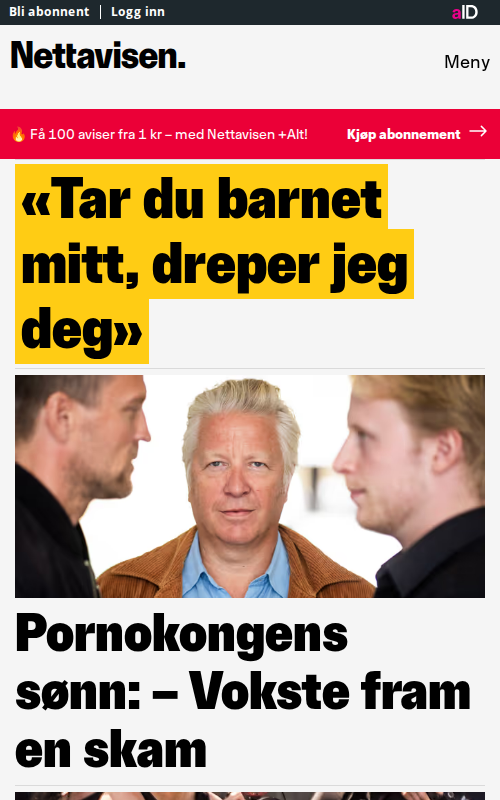 Bli abonnent
Logg inn
aID
Nettavisen.
Meny
🔥 Få 100 aviser fra 1 kr – med Nettavisen +Alt!
Kjøp abonnement →
«Tar du barnet
mitt, dreper jeg
deg»
Pornokongens
sønn: – Vokste fram
en skam